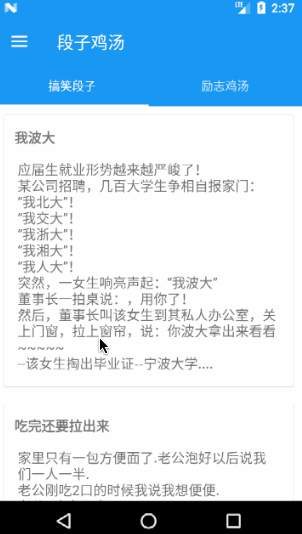 2:37
段子鸡汤
搞笑段子 励志鸡汤
我波大
应届生就业形势越来越严峻了!
某公司招聘，几百大学生争相自报家门：
“我北大”！
“我交大”！
“我浙大”！
“我湘大”！
“我人大”！
突然，一女生响亮声起：“我波大”
董事长一拍桌说：，用你了！
然后，董事长叫该女生到其私人办公室，关
上门窗，拉上窗帘，说：你波大拿出来看看
~~~~~
--该女生掏出毕业证--宁波大学....
吃完还要拉出来
家里只有一包方便面了.老公泡好以后说我
们一人一半.
老公刚吃2口的时候我说我想便便.